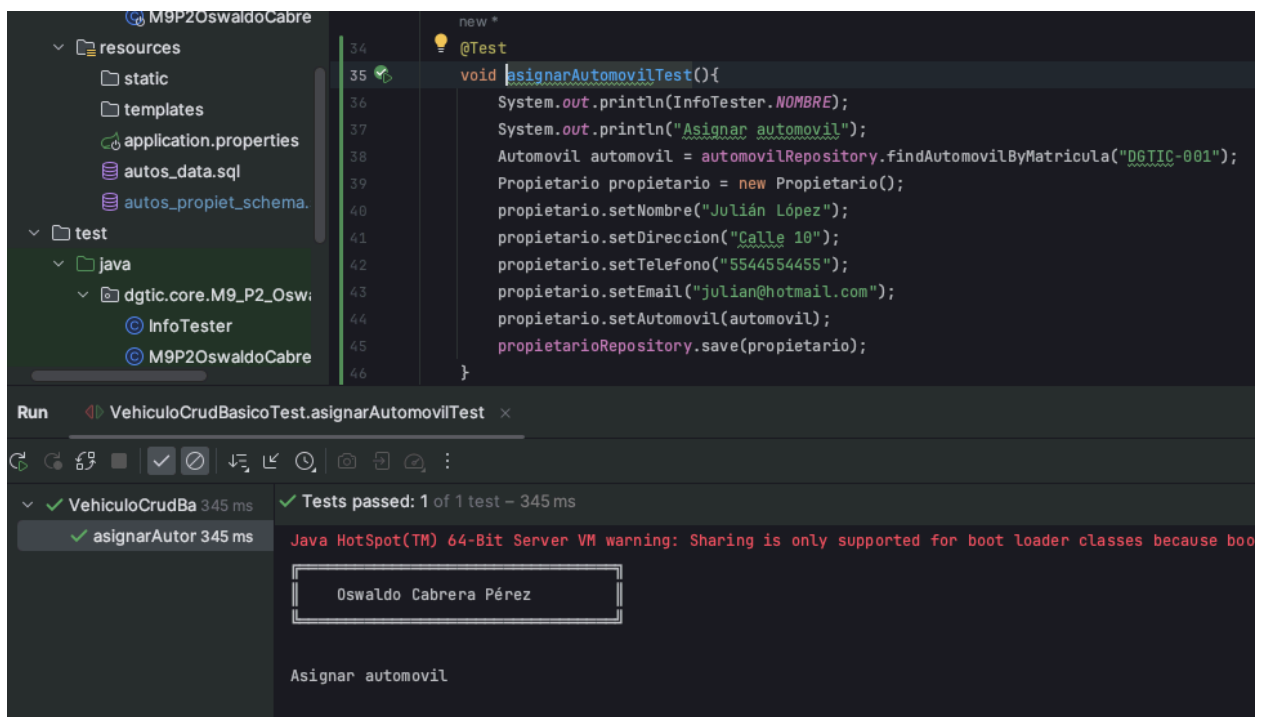 M9P2OswaldoCabre
resources
static
templates
application.properties
autos_data.sql
autos_propiet_schema.
test
java
dgtic.core.M9_P2_Osw
InfoTester
M9P2OswaldoCabre
new *
34 @Test
35 void asignarAutomovilTest(){
36 System.out.println(InfoTester.NOMBRE);
37 System.out.println("Asignar automovil");
38 Automovil automovil = automovilRepository.findAutomovilByMatricula("DGTIC-001");
39 Propietario propietario = new Propietario();
40 propietario.setNombre("Julián López");
41 propietario.setDireccion("Calle 10");
42 propietario.setTelefono("5544554455");
43 propietario.setEmail("julian@hotmail.com");
44 propietario.setAutomovil(automovil);
45 propietarioRepository.save(propietario);
46 }
Run VehiculoCrudBasicoTest.asignarAutomovilTest
VehiculoCrudBa 345 ms
asignarAutor 345 ms
Tests passed: 1 of 1 test – 345 ms
Java HotSpot(TM) 64-Bit Server VM warning: Sharing is only supported for boot loader classes because boo
Oswaldo Cabrera Pérez
Asignar automovil